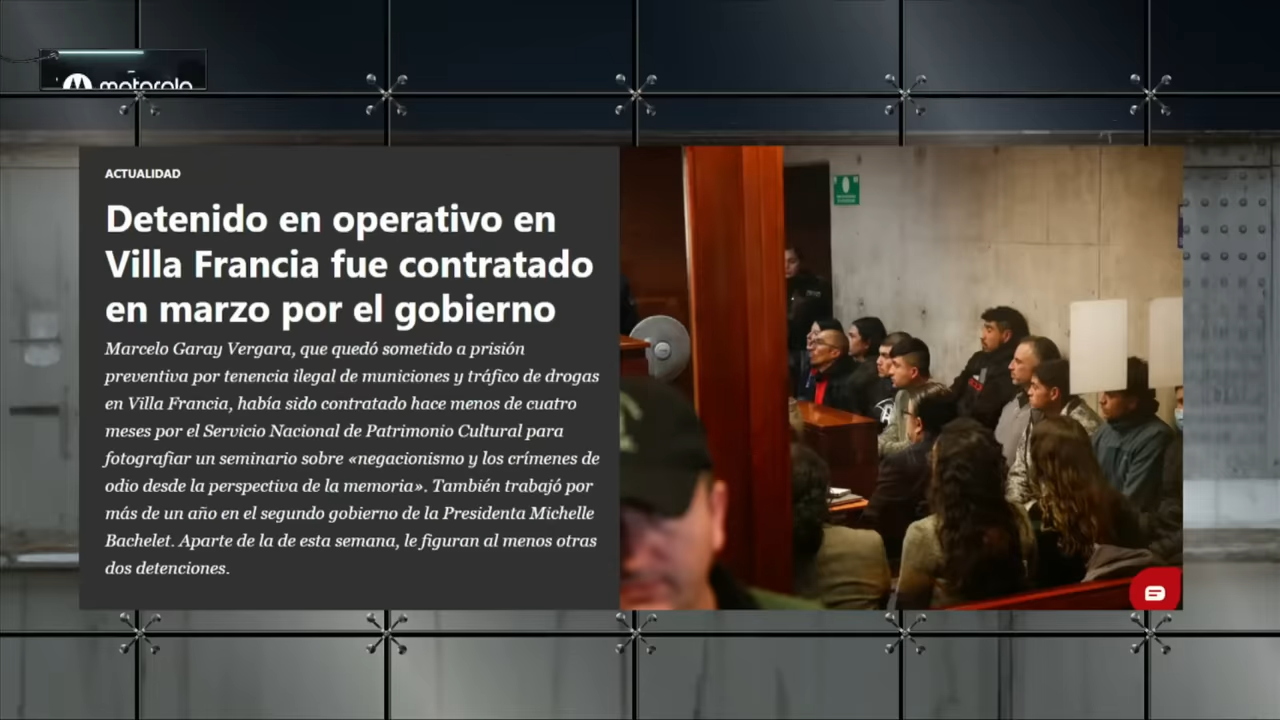 motorola
ACTUALIDAD
Detenido en operativo en
Villa Francia fue contratado
en marzo por el gobierno
Marcelo Garay Vergara, que quedó sometido a prisión
preventiva por tenencia ilegal de municiones y tráfico de drogas
en Villa Francia, había sido contratado hace menos de cuatro
meses por el Servicio Nacional de Patrimonio Cultural para
fotografiar un seminario sobre «negacionismo y los crímenes de
odio desde la perspectiva de la memoria». También trabajó por
más de un año en el segundo gobierno de la Presidenta Michelle
Bachelet. Aparte de la de esta semana, le figuran al menos otras
dos detenciones.